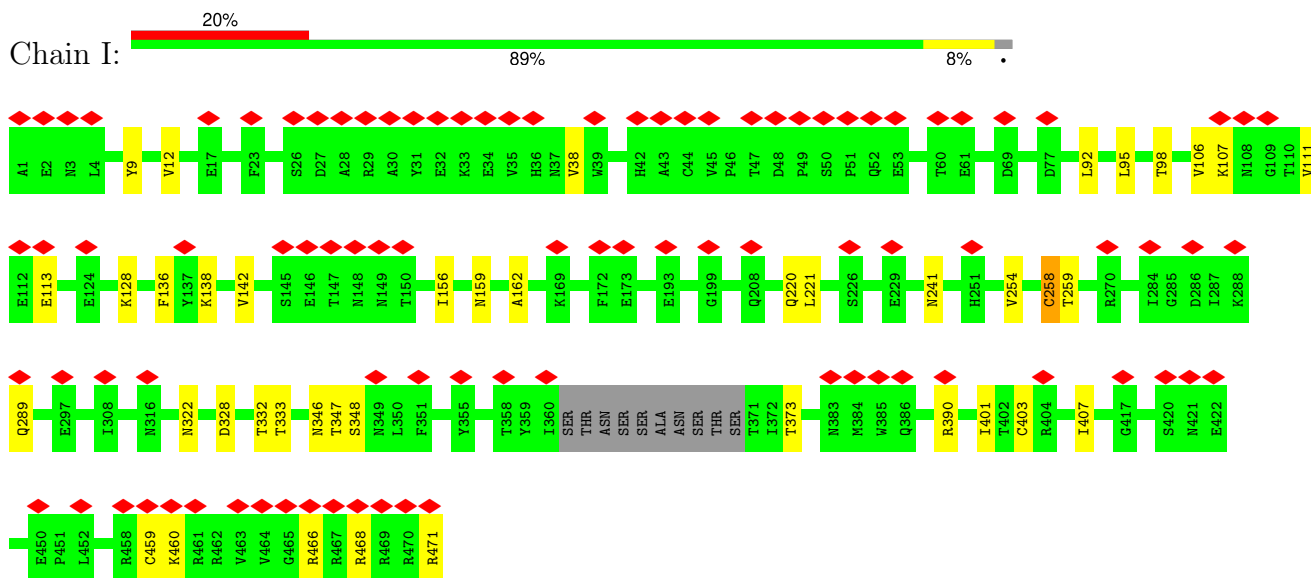 20%
Chain I:
89% 8% •
A1 E2 N3 L4 Y9 V12 E17 F23 S26 D27 A28 R29 A30 Y31 E32 K33 E34 V35 H36 N37 V38 W39 H42 A43 C44 V45 P46 T47 D48 P49 S50 P51 Q52 E53 T60 E61 D69 D77 L92 L95 T98 V106 K107 N108 G109 T110 V111
E112 E113 E124 K128 F136 Y137 K138 V142 S145 E146 T147 N148 N149 T150 I156 N159 A162 K169 F172 E173 E193 G199 Q208 Q220 L221 S226 E229 N241 H251 V254 C258 T259 R270 I284 G285 D286 I287 K288
Q289 E297 I308 N316 N322 D328 T332 T333 N346 T347 S348 N349 L350 F351 Y355 T358 Y359 I360 SER THR ASN SER SER ALA ASN SER THR SER T371 I372 T373 N383 M384 W385 Q386 R390 I401 T402 C403 R404 I407 G417 S420 N421 E422
E450 P451 L452 R458 C459 K460 R461 R462 V463 V464 G465 R466 R467 R468 R469 R470 R471